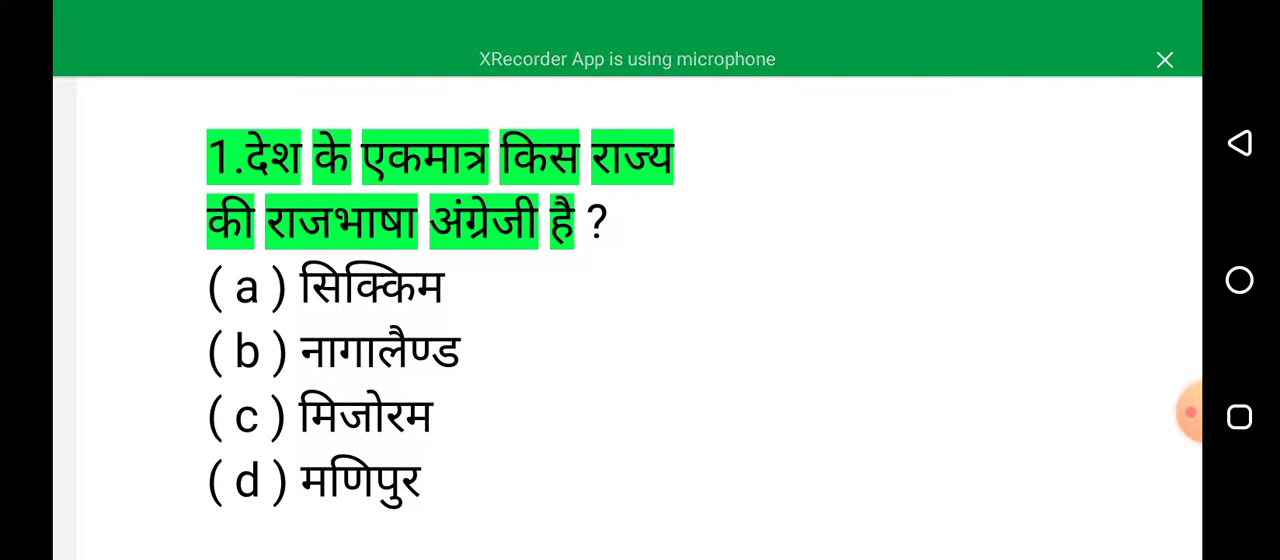 XRecorder App is using microphone
1.देश के एकमात्र किस राज्य
की राजभाषा अंग्रेजी है ?
( a ) सिक्किम
( b ) नागालैण्ड
( c ) मिजोरम
( d ) मणिपुर